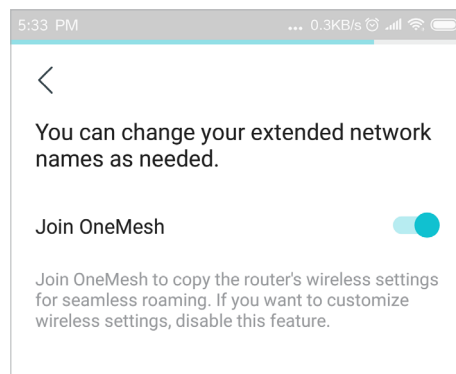 5:33 PM ... 0.3KB/s
You can change your extended network
names as needed.
Join OneMesh
Join OneMesh to copy the router's wireless settings
for seamless roaming. If you want to customize
wireless settings, disable this feature.